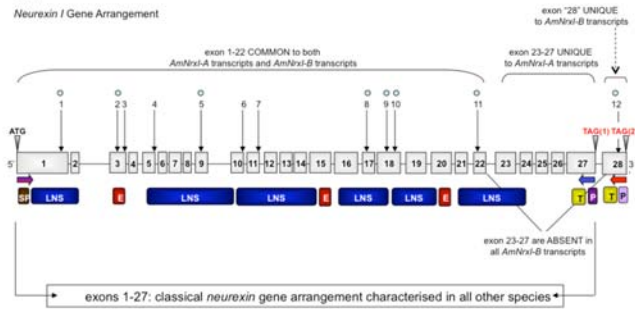 Neurexin I Gene Arrangement
exon "28" UNIQUE
to AmNrxI-B transcripts
exon 1-22 COMMON to both
AmNrxI-A transcripts and AmNrxI-B transcripts
exon 23-27 UNIQUE
to AmNrxI-A transcripts
1 2 3 4 5 6 7 8 9 10 11 12
ATG TAG(1) TAG(2
5' 1 2 3 4 5 6 7 8 9 10 11 12 13 14 15 16 17 18 19 20 21 22 23 24 25 26 27 28 3'
SP LNS E LNS LNS E LNS LNS E LNS T P T P
exon 23-27 are ABSENT in
all AmNrxI-B transcripts
exons 1-27: classical neurexin gene arrangement characterised in all other species